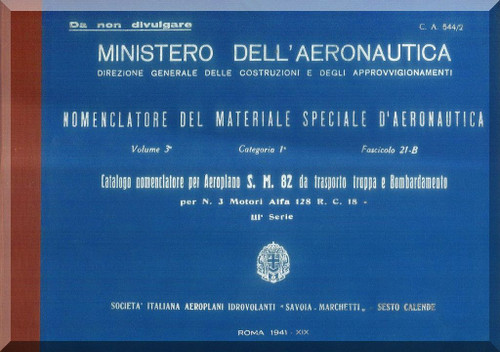 Da non divulgare
C. A. 544/2
MINISTERO DELL'AERONAUTICA
DIREZIONE GENERALE DELLE COSTRUZIONI E DEGLI APPROVVIGIONAMENTI
NOMENCLATORE DEL MATERIALE SPECIALE D'AERONAUTICA
Volume 3º Categoria 1ª Fascicolo 21-B
Catalogo nomenclatore per Aeroplano S. M. 82 da trasporto truppa e Bombardamento
per N. 3 Motori Alfa 128 R. C. 18 -
IIIª Serie
SOCIETA' ITALIANA AEROPLANI IDROVOLANTI "SAVOIA - MARCHETTI„ - SESTO CALENDE
ROMA 1941 - XIX